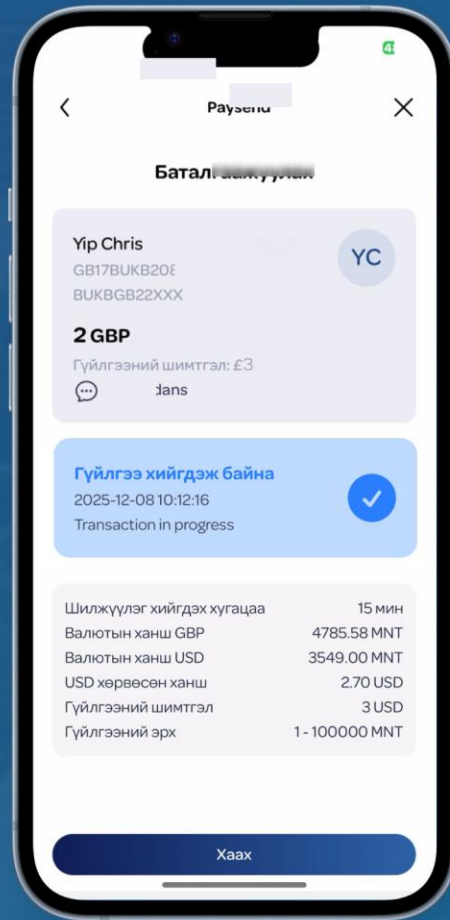 Paysend
Yip Chris
YC
GB17BUKB208
BUKBGB22XXX
2 GBP
Гүйлгээний шимтгэл: £3
dans
Гүйлгээ хийгдэж байна
2025-12-08 10:12:16
Transaction in progress
Шилжүүлэг хийгдэх хугацаа 15 мин
Валютын ханш GBP 4785.58 MNT
Валютын ханш USD 3549.00 MNT
USD хөрвөсөн ханш 2.70 USD
Гүйлгээний шимтгэл 3 USD
Гүйлгээний эрх 1 - 100000 MNT
Хаах